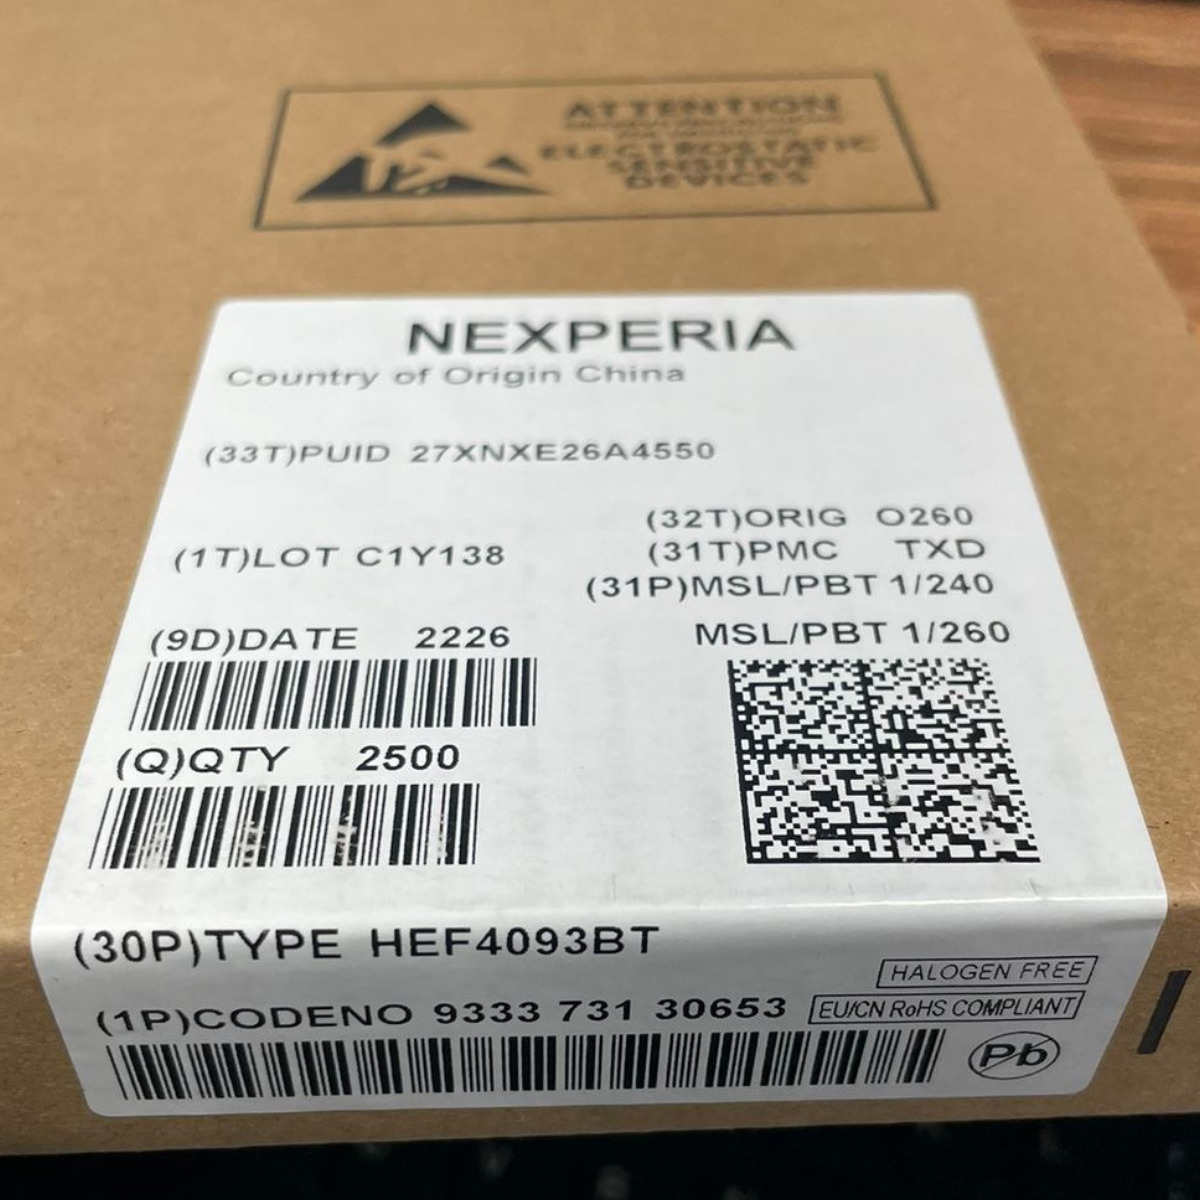 ATTENTION
ELECTROSTATIC
SENSITIVE
DEVICES
NEXPERIA
Country of Origin China
(33T)PUID 27XNXE26A4550
(32T)ORIG O260
(1T)LOT C1Y138
(31T)PMC TXD
(31P)MSL/PBT 1/240
(9D)DATE 2226
MSL/PBT 1/260
(Q)QTY 2500
(30P)TYPE HEF4093BT
HALOGEN FREE
(1P)CODENO 9333 731 30653
EU/CN RoHS COMPLIANT
Pb